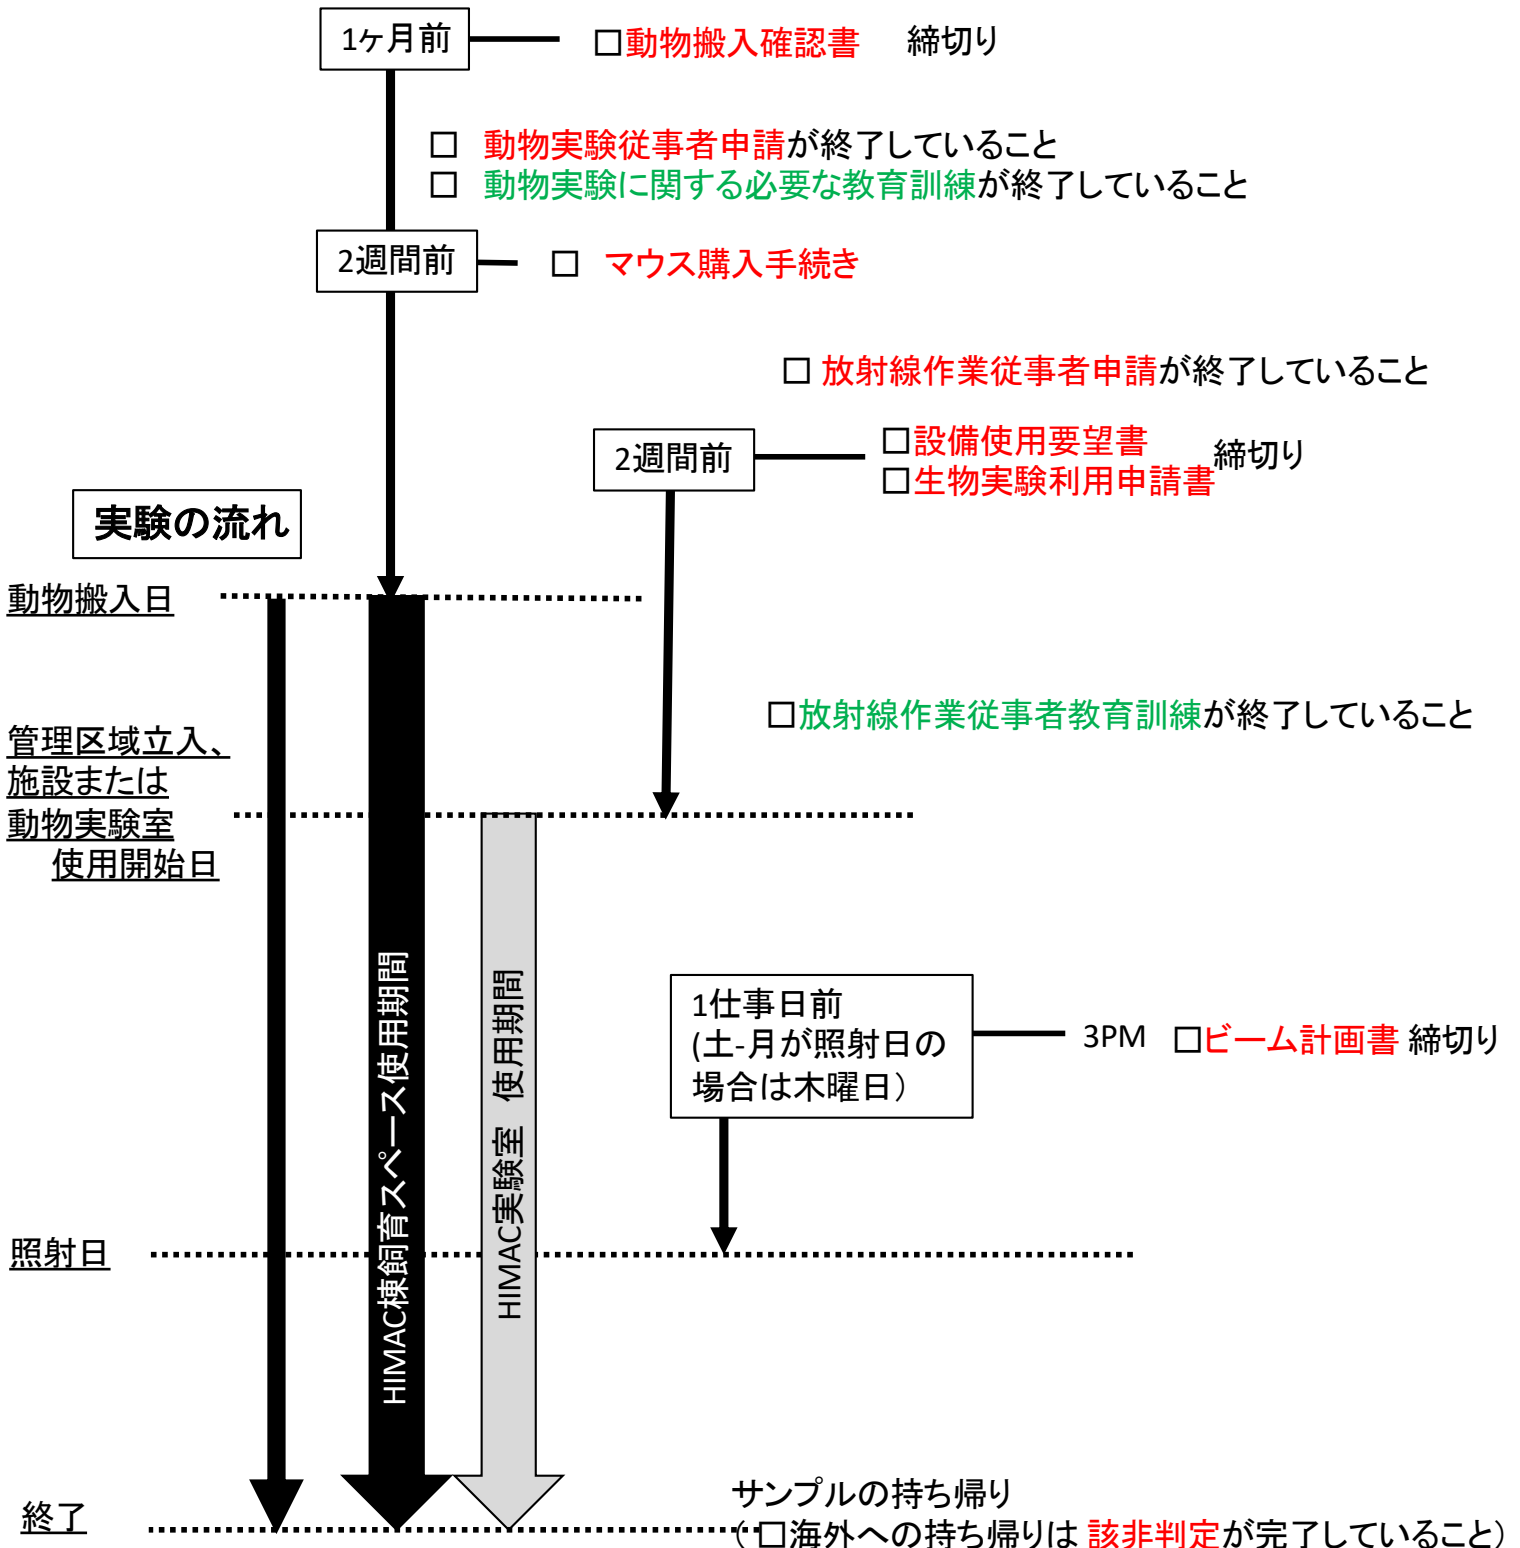 1ヶ月前
□動物搬入確認書 締切り
□ 動物実験従事者申請が終了していること
□ 動物実験に関する必要な教育訓練が終了していること
2週間前
□ マウス購入手続き
□ 放射線作業従事者申請が終了していること
2週間前
□設備使用要望書
□生物実験利用申請書
締切り
実験の流れ
動物搬入日
□放射線作業従事者教育訓練が終了していること
管理区域立入、
施設または
動物実験室
使用開始日
HIMAC棟飼育スペース使用期間
HIMAC実験室 使用期間
1仕事日前
(土-月が照射日の
場合は木曜日）
3PM □ビーム計画書 締切り
照射日
終了
サンプルの持ち帰り
（□海外への持ち帰りは 該非判定が完了していること）